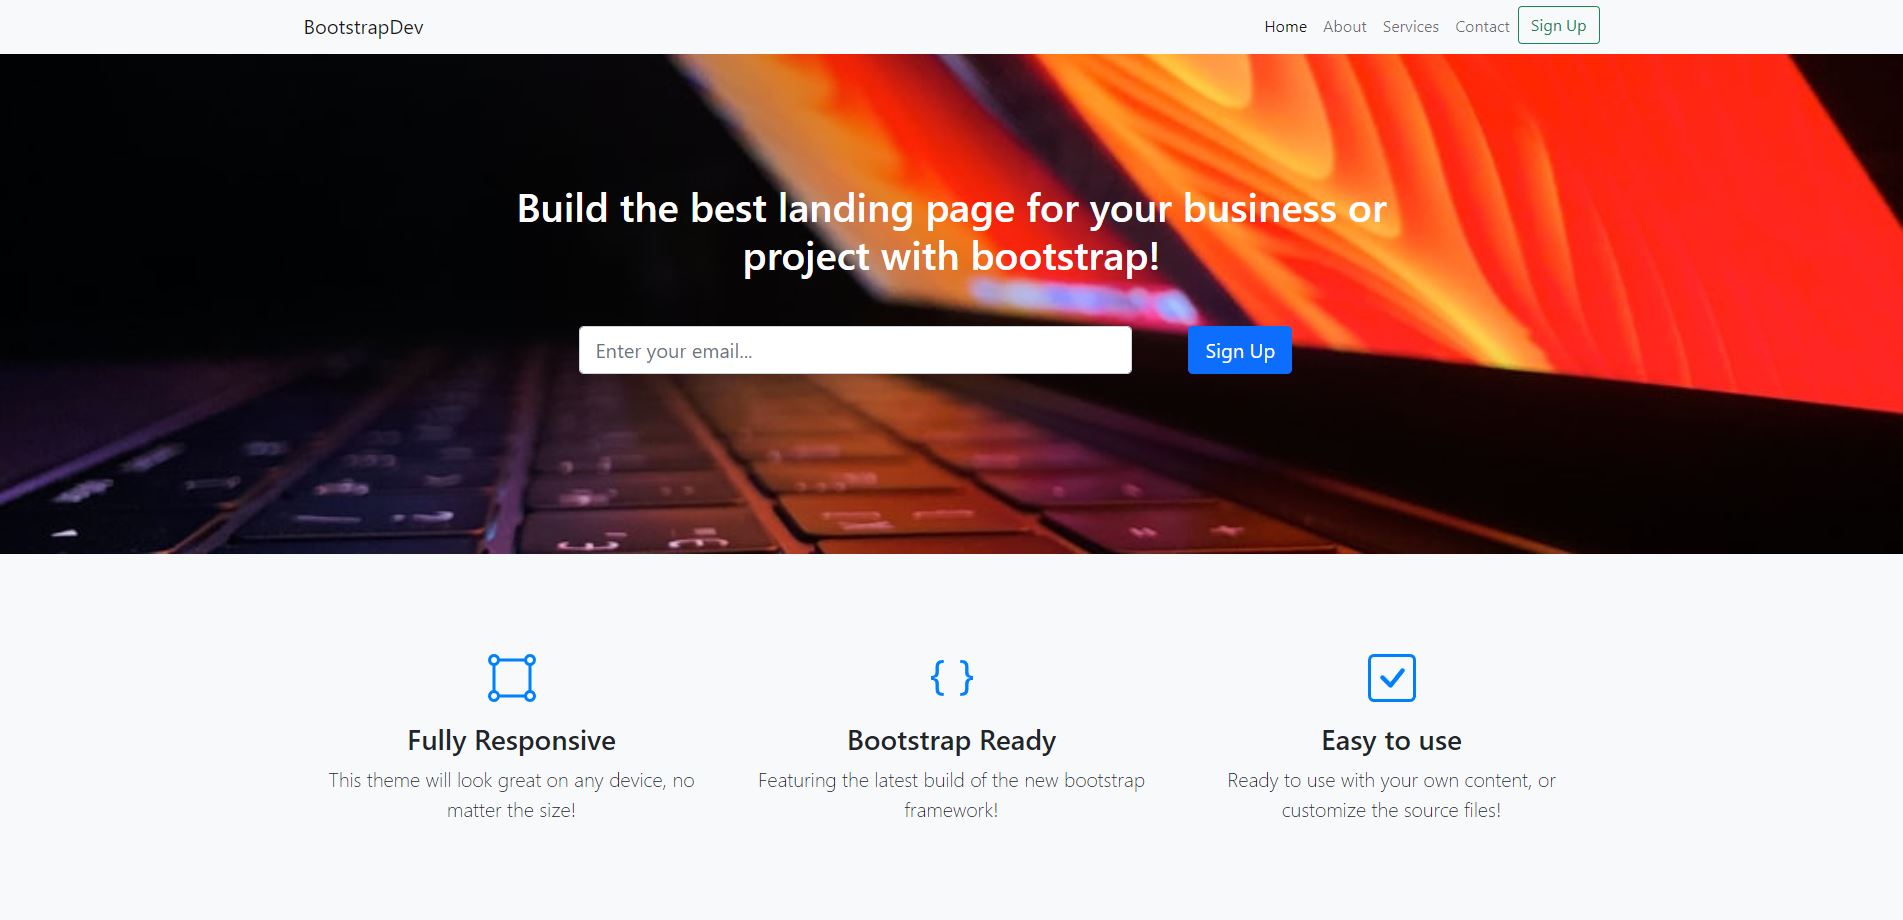 BootstrapDev
Home About Services Contact Sign Up
Build the best landing page for your business or
project with bootstrap!
Enter your email...
Sign Up
Fully Responsive
This theme will look great on any device, no
matter the size!
Bootstrap Ready
Featuring the latest build of the new bootstrap
framework!
Easy to use
Ready to use with your own content, or
customize the source files!